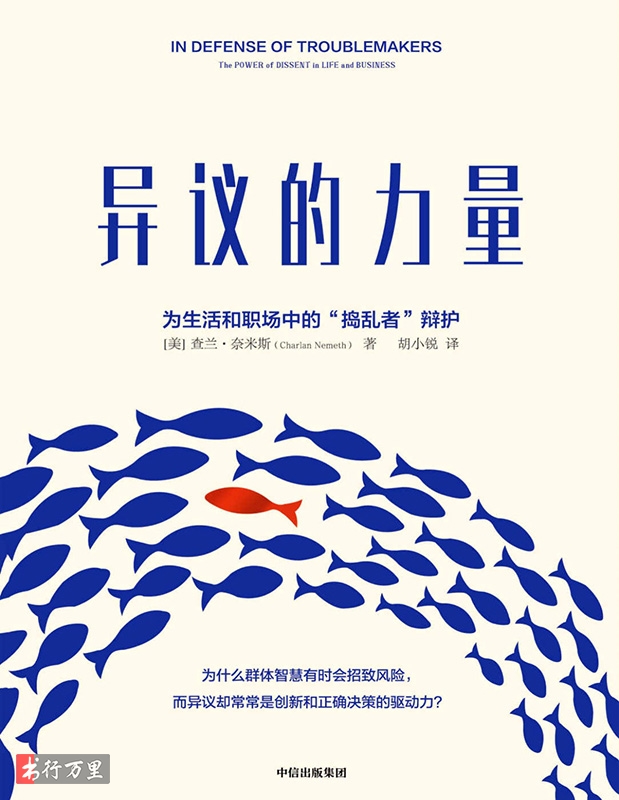 IN DEFENSE OF TROUBLEMAKERS
The POWER of DISSENT in LIFE and BUSINESS
异议的力量
为生活和职场中的“捣乱者”辩护
[美] 查兰·奈米斯（Charlan Nemeth） 著 胡小锐 译
为什么群体智慧有时会招致风险，
而异议却常常是创新和正确决策的驱动力？
书行万里
中信出版集团